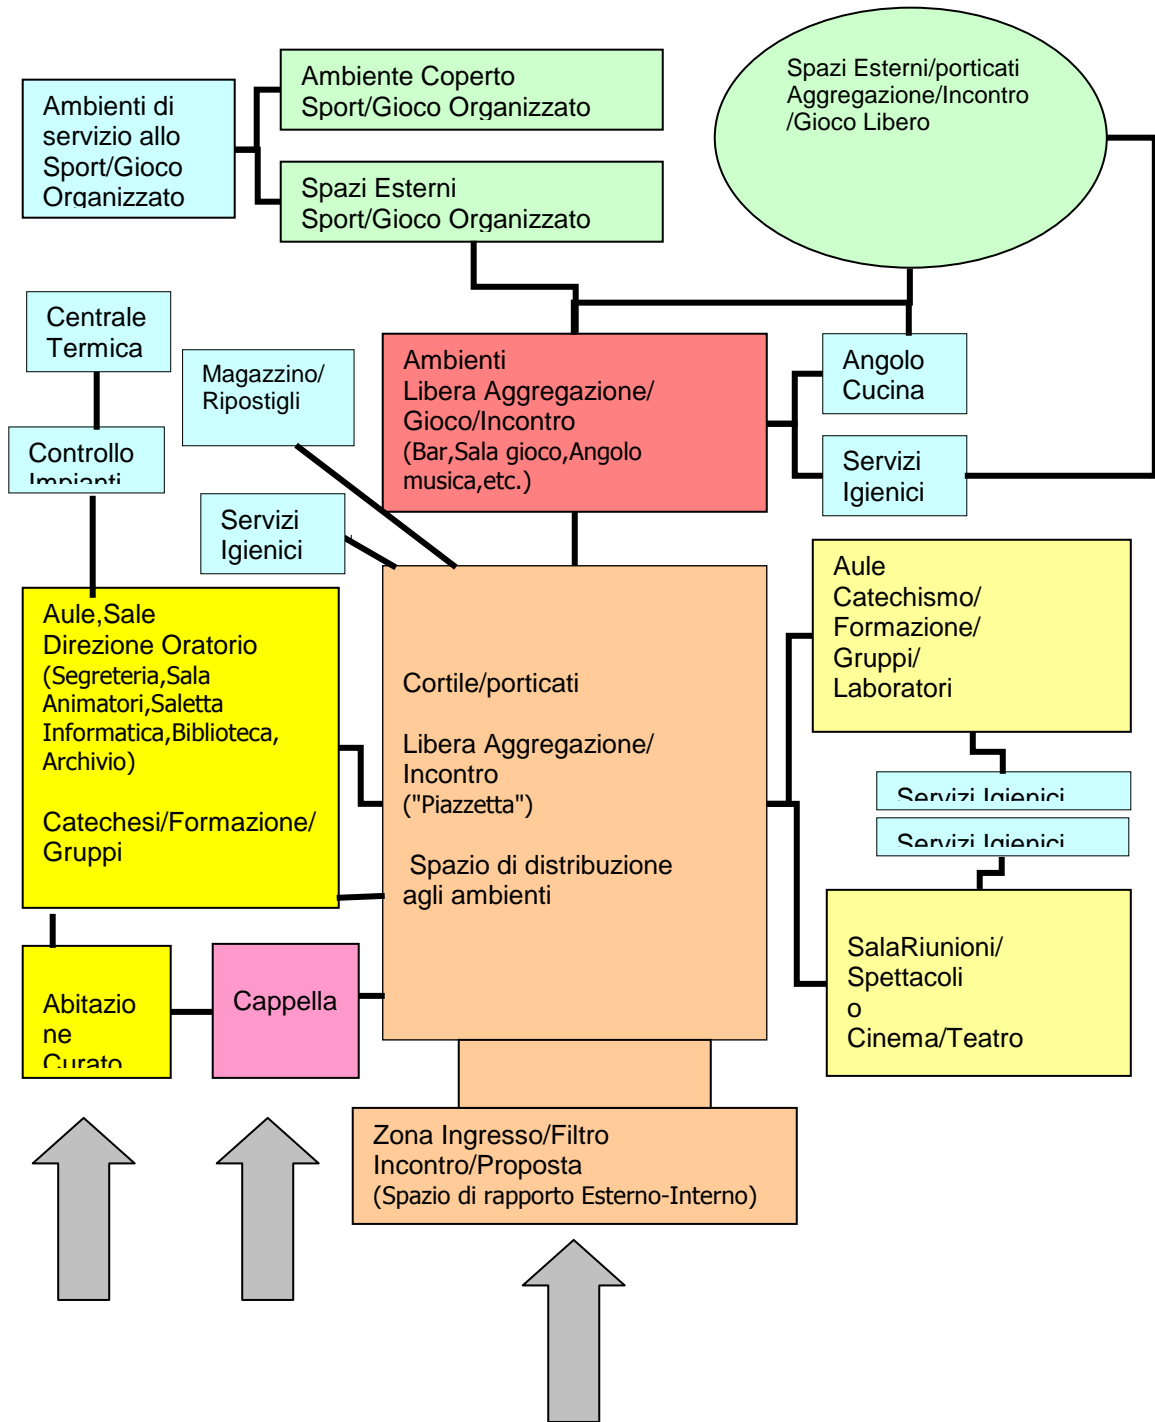 Ambiente Coperto
Sport/Gioco Organizzato
Spazi Esterni/porticati
Aggregazione/Incontro
/Gioco Libero
Ambienti di
servizio allo
Sport/Gioco
Organizzato
Spazi Esterni
Sport/Gioco Organizzato
Centrale
Termica
Magazzino/
Ripostigli
Ambienti
Libera Aggregazione/
Gioco/Incontro
(Bar,Sala gioco,Angolo
musica,etc.)
Angolo
Cucina
Controllo
Impianti
Servizi
Igienici
Servizi
Igienici
Aule,Sale
Direzione Oratorio
(Segreteria,Sala
Animatori,Saletta
Informatica,Biblioteca,
Archivio)
Catechesi/Formazione/
Gruppi
Cortile/porticati
Libera Aggregazione/
Incontro
("Piazzetta")
Spazio di distribuzione
agli ambienti
Aule
Catechismo/
Formazione/
Gruppi/
Laboratori
Servizi Igienici
Servizi Igienici
SalaRiunioni/
Spettacoli
o
Cinema/Teatro
Abitazio
ne
Curato
Cappella
Zona Ingresso/Filtro
Incontro/Proposta
(Spazio di rapporto Esterno-Interno)